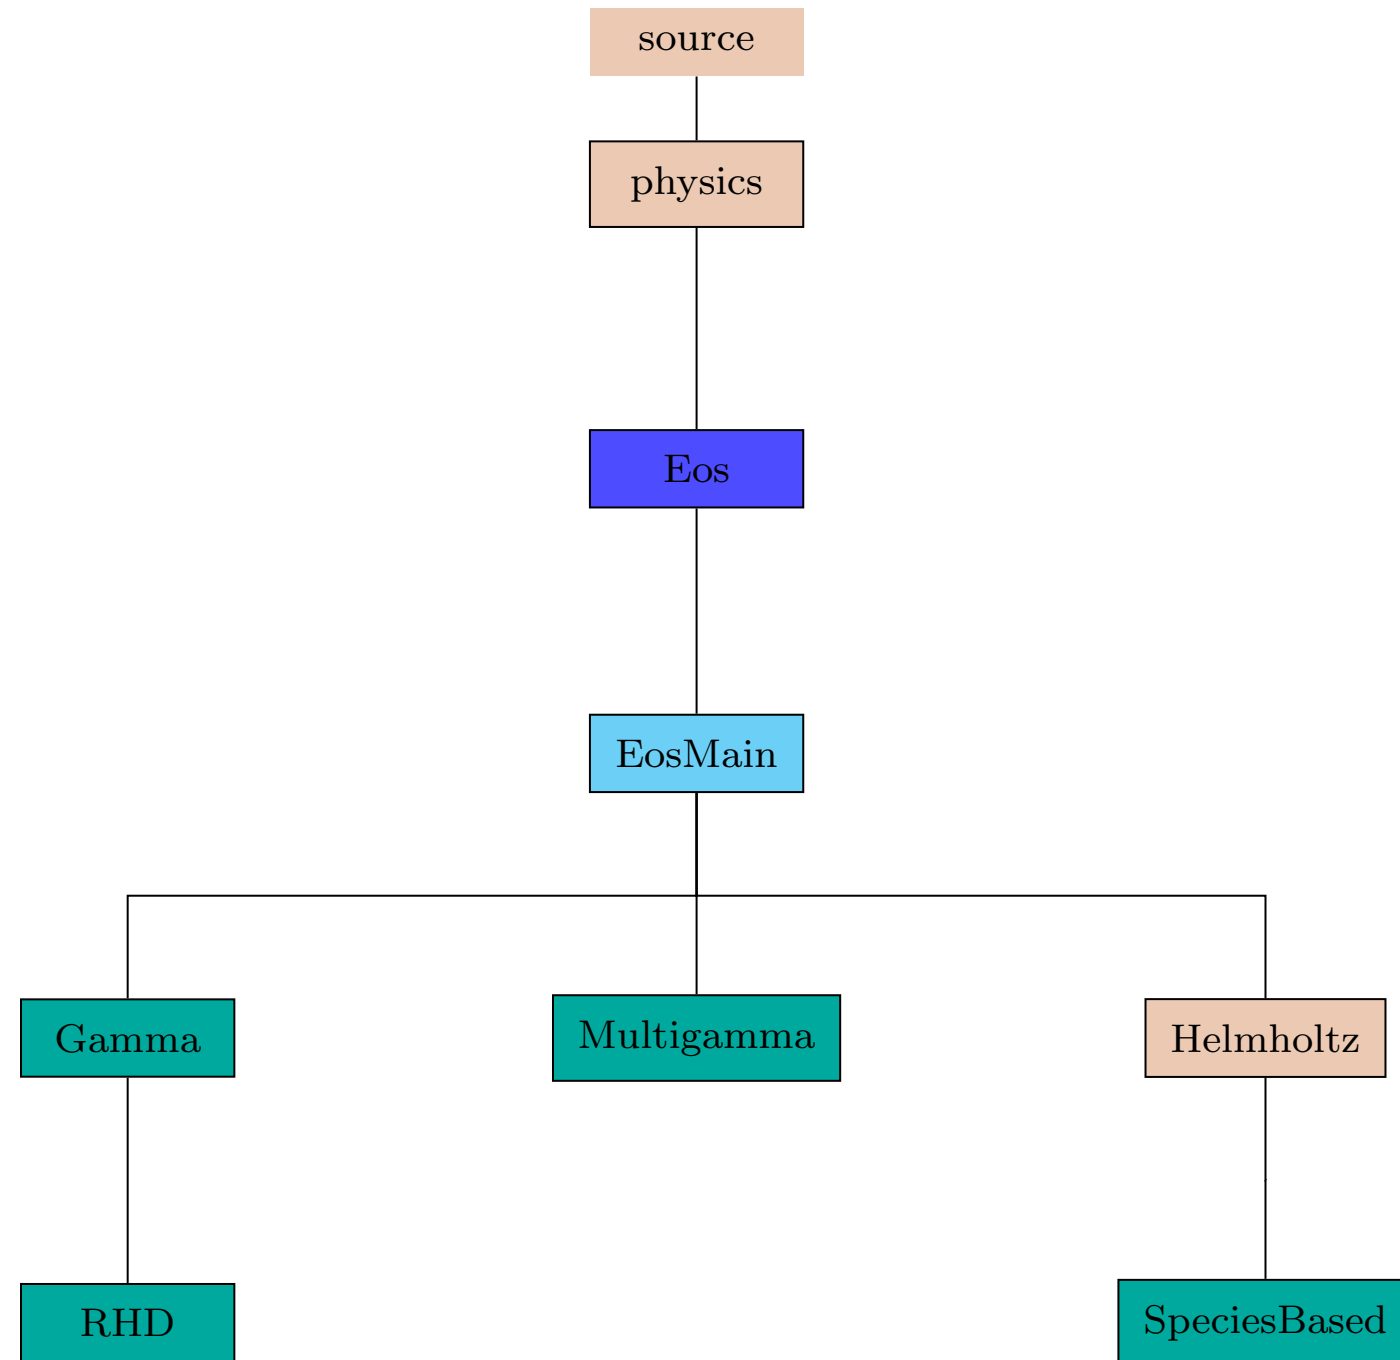 source
physics
Eos
EosMain
Gamma
Multigamma
Helmholtz
RHD
SpeciesBased